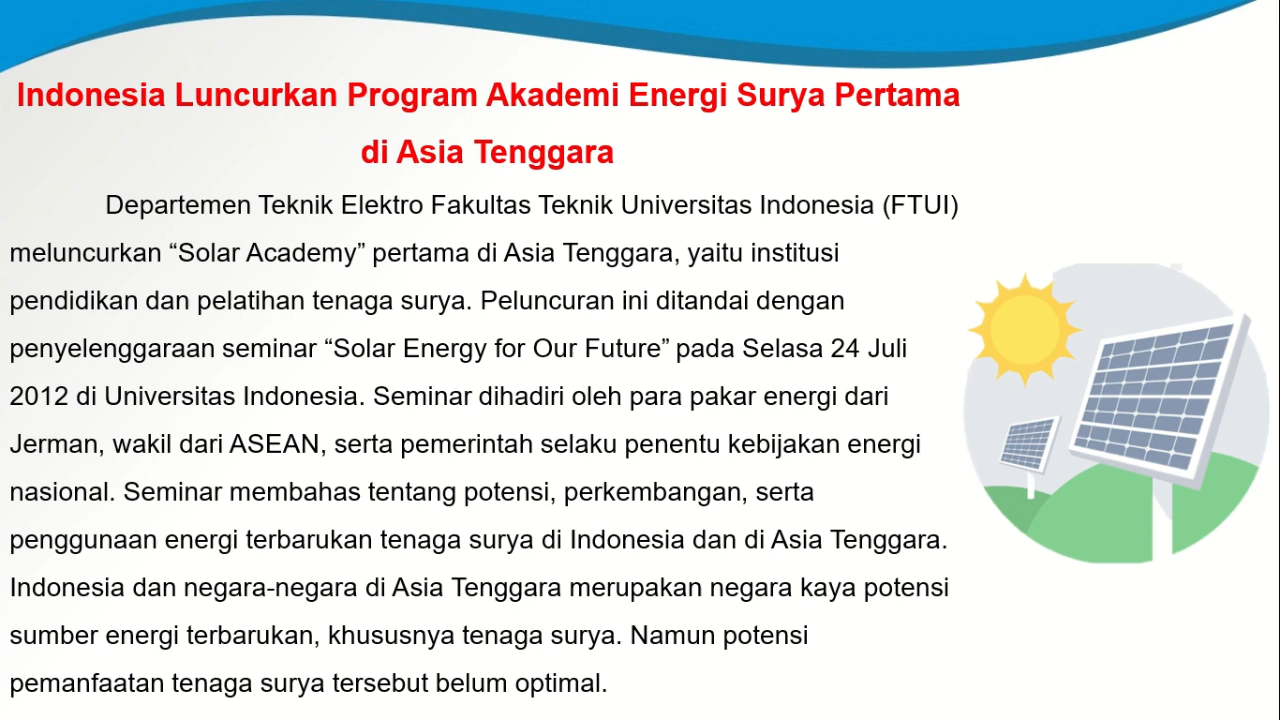 Indonesia Luncurkan Program Akademi Energi Surya Pertama
di Asia Tenggara
Departemen Teknik Elektro Fakultas Teknik Universitas Indonesia (FTUI)
meluncurkan “Solar Academy” pertama di Asia Tenggara, yaitu institusi
pendidikan dan pelatihan tenaga surya. Peluncuran ini ditandai dengan
penyelenggaraan seminar “Solar Energy for Our Future” pada Selasa 24 Juli
2012 di Universitas Indonesia. Seminar dihadiri oleh para pakar energi dari
Jerman, wakil dari ASEAN, serta pemerintah selaku penentu kebijakan energi
nasional. Seminar membahas tentang potensi, perkembangan, serta
penggunaan energi terbarukan tenaga surya di Indonesia dan di Asia Tenggara.
Indonesia dan negara-negara di Asia Tenggara merupakan negara kaya potensi
sumber energi terbarukan, khususnya tenaga surya. Namun potensi
pemanfaatan tenaga surya tersebut belum optimal.